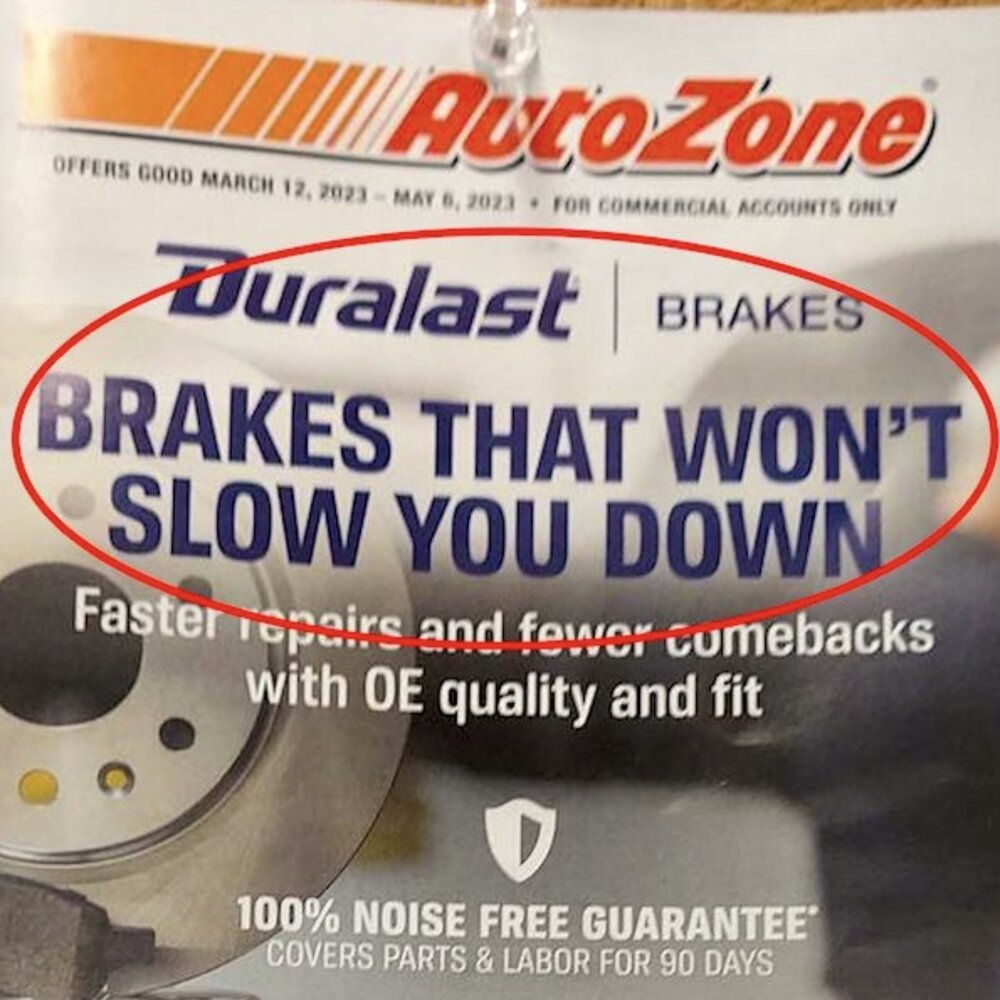 AutoZone®
OFFERS GOOD MARCH 12, 2023 – MAY 6, 2023 • FOR COMMERCIAL ACCOUNTS ONLY
Duralast | BRAKES
BRAKES THAT WON'T
SLOW YOU DOWN
Faster repairs and fewer comebacks
with OE quality and fit
100% NOISE FREE GUARANTEE*
COVERS PARTS & LABOR FOR 90 DAYS